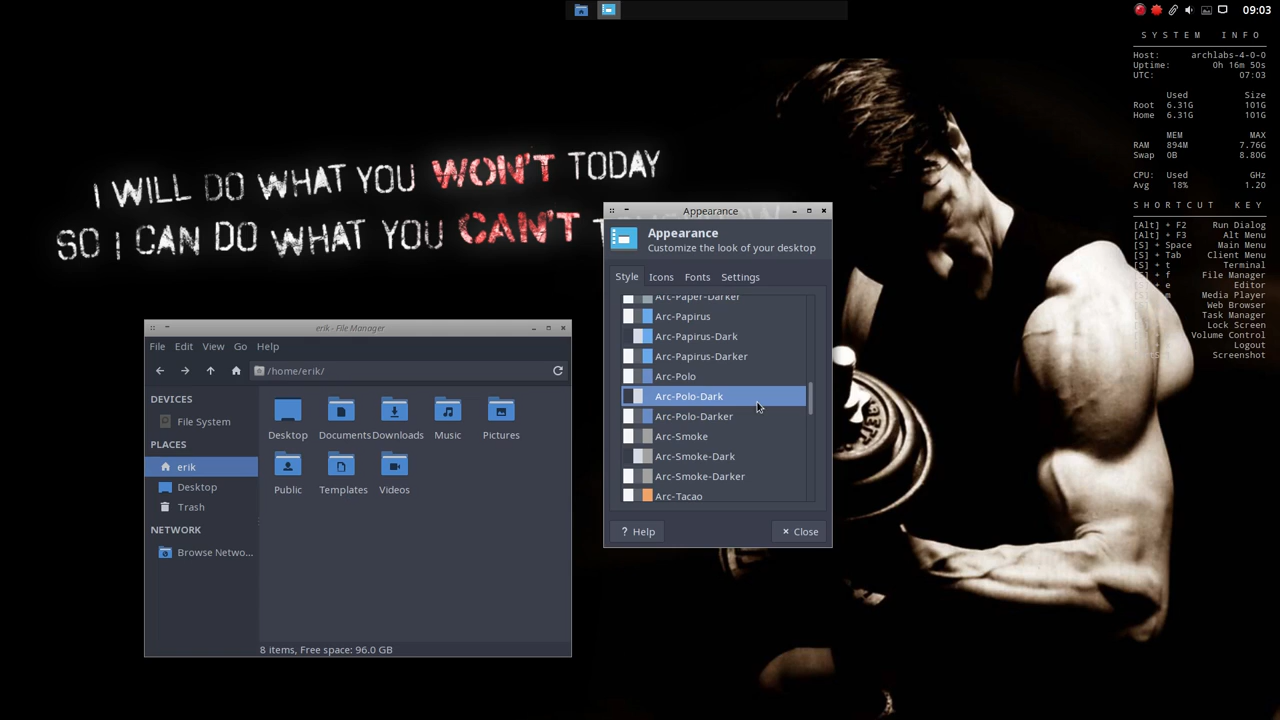 09:03
I WILL DO WHAT YOU WON'T TODAY
SO I CAN DO WHAT YOU CAN'T
SYSTEM INFO
Host: archlabs-4-0-0
Uptime: 0h 16m 50s
UTC: 07:03
Used Size
Root 6.31G 101G
Home 6.31G 101G
MEM MAX
RAM 894M 7.76G
Swap 0B 8.80G
CPU: Used GHz
Avg 18% 1.20
SHORTCUT KEY
[Alt] + F2 Run Dialog
[Alt] + F3 Alt Menu
[S] + Space Main Menu
[S] + Tab Client Menu
[S] + t Terminal
[S] + f File Manager
[S] + e Editor
m Media Player
Web Browser
Task Manager
Lock Screen
Volume Control
Logout
Screenshot
Appearance
Appearance
Customize the look of your desktop
Style Icons Fonts Settings
Arc-Paper-Darker
Arc-Papirus
Arc-Papirus-Dark
Arc-Papirus-Darker
Arc-Polo
Arc-Polo-Dark
Arc-Polo-Darker
Arc-Smoke
Arc-Smoke-Dark
Arc-Smoke-Darker
Arc-Tacao
? Help × Close
erik - File Manager
File Edit View Go Help
/home/erik/
DEVICES
File System
PLACES
erik
Desktop
Trash
NETWORK
Browse Netwo...
Desktop Documents Downloads Music Pictures
Public Templates Videos
8 items, Free space: 96.0 GB